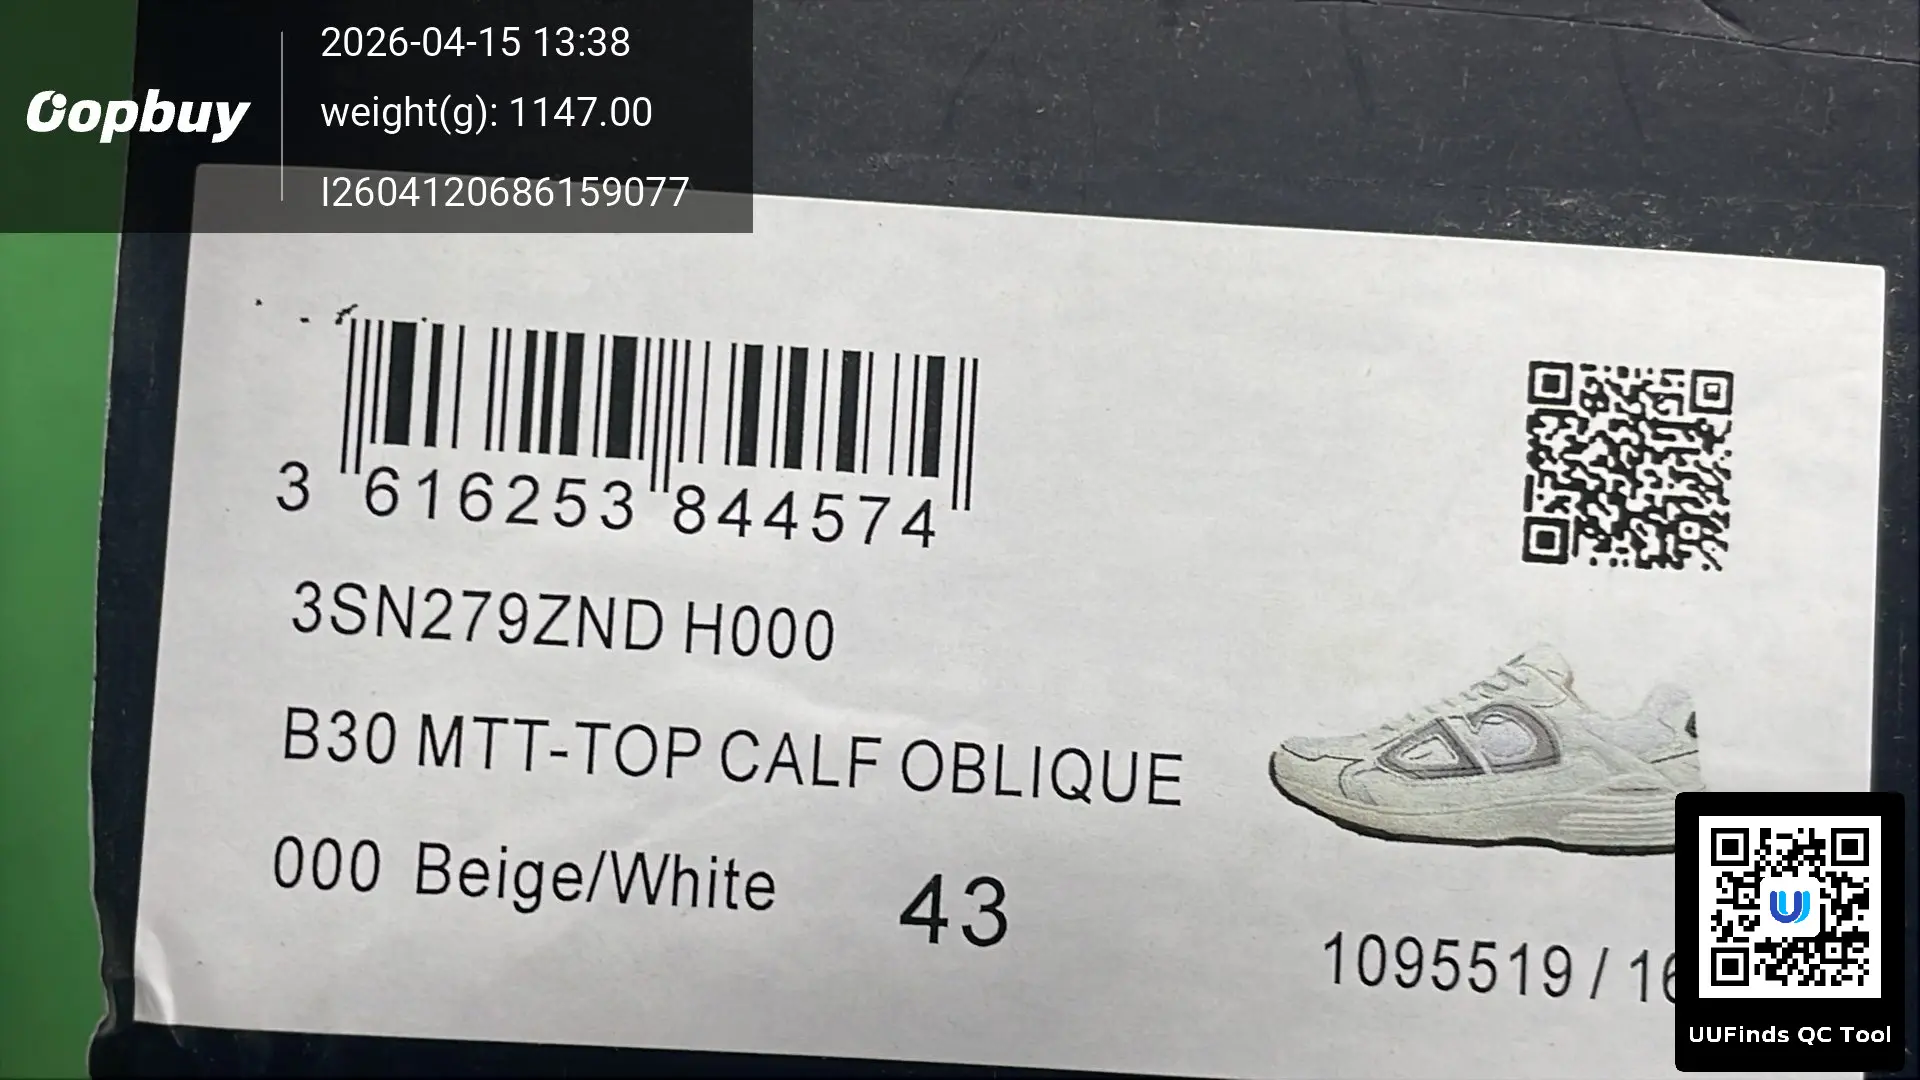 Oopbuy
2026-04-15 13:38
weight(g): 1147.00
I2604120686159077
3 616253 844574
3SN279ZND H000
B30 MTT-TOP CALF OBLIQUE
000 Beige/White 43
1095519 / 16
UUFinds QC Tool